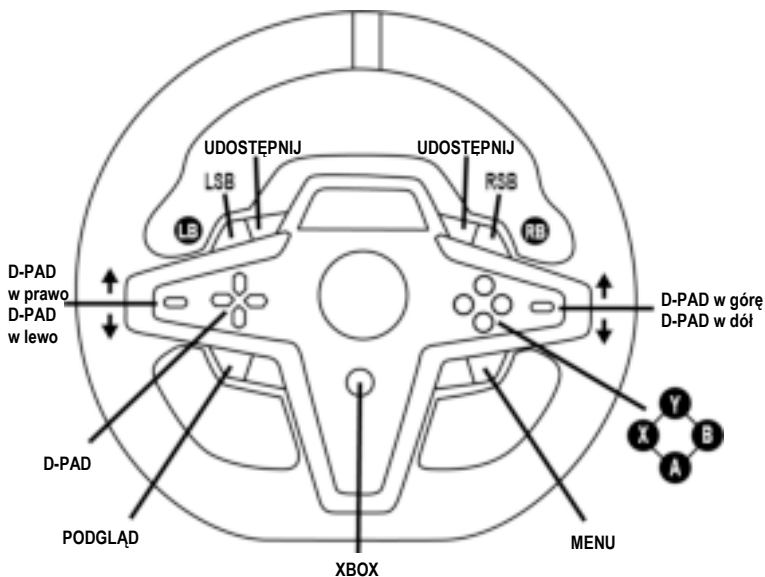 UDOSTĘPNIJ
UDOSTĘPNIJ
LSB
RSB
LB
RB
D-PAD
w prawo
D-PAD
w lewo
D-PAD w górę
D-PAD w dół
Y
X
B
A
D-PAD
PODGLĄD
MENU
XBOX